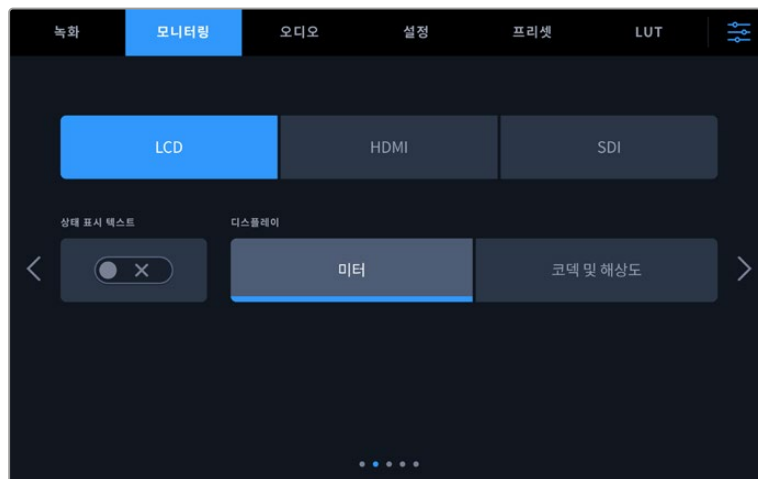 녹화 모니터링 오디오 설정 프리셋 LUT
LCD HDMI SDI
상태 표시 텍스트 디스플레이
미터 코덱 및 해상도